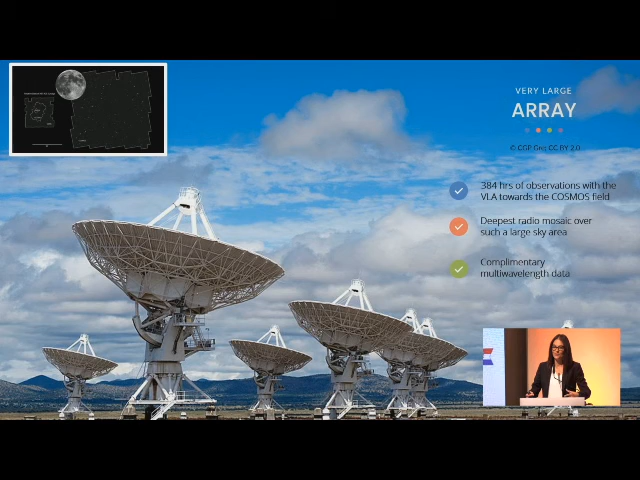 VERY LARGE
ARRAY
© CGP Grey CC BY 2.0
384 hrs of observations with the
VLA towards the COSMOS field
Deepest radio mosaic over
such a large sky area
Complimentary
multiwavelength data